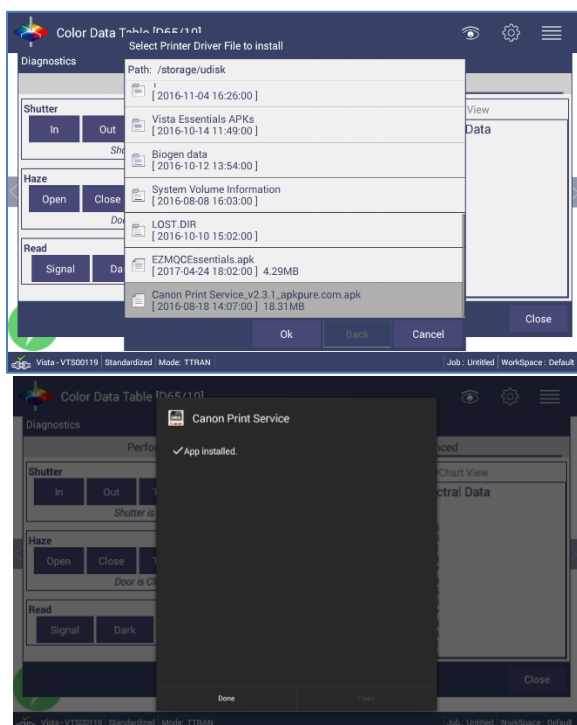 Color Data Table [D65/10]
Select Printer Driver File to install
Diagnostics
Path: /storage/udisk
[ 2016-11-04 16:26:00 ]
Vista Essentials APKs
[ 2016-10-14 11:49:00 ]
Biogen data
[ 2016-10-12 13:54:00 ]
System Volume Information
[ 2016-08-08 16:03:00 ]
LOST.DIR
[ 2016-10-10 15:02:00 ]
EZMQCEssentials.apk
[ 2017-04-24 18:02:00 ] 4.29MB
Canon Print Service_v2.3.1_apkpure.com.apk
[ 2016-08-18 14:07:00 ] 18.31MB
Ok Back Cancel
Shutter
In Out
Sh
Haze
Open Close
Do
Read
Signal Da
View
Data
Close
Vista - VTS00119 Standardized Mode: TTRAN Job : Untitled WorkSpace : Default
Color Data Table [D65/10]
Diagnostics
Canon Print Service
App installed.
Perfo
nced
Shutter
In Out T
Shutter is
Chart View
ctral Data
Haze
Open Close T
Door is Cl
Read
Signal Dark
Close
Done Open
Vista - VTS00119 Standardized Mode: TTRAN Job : Untitled WorkSpace : Default